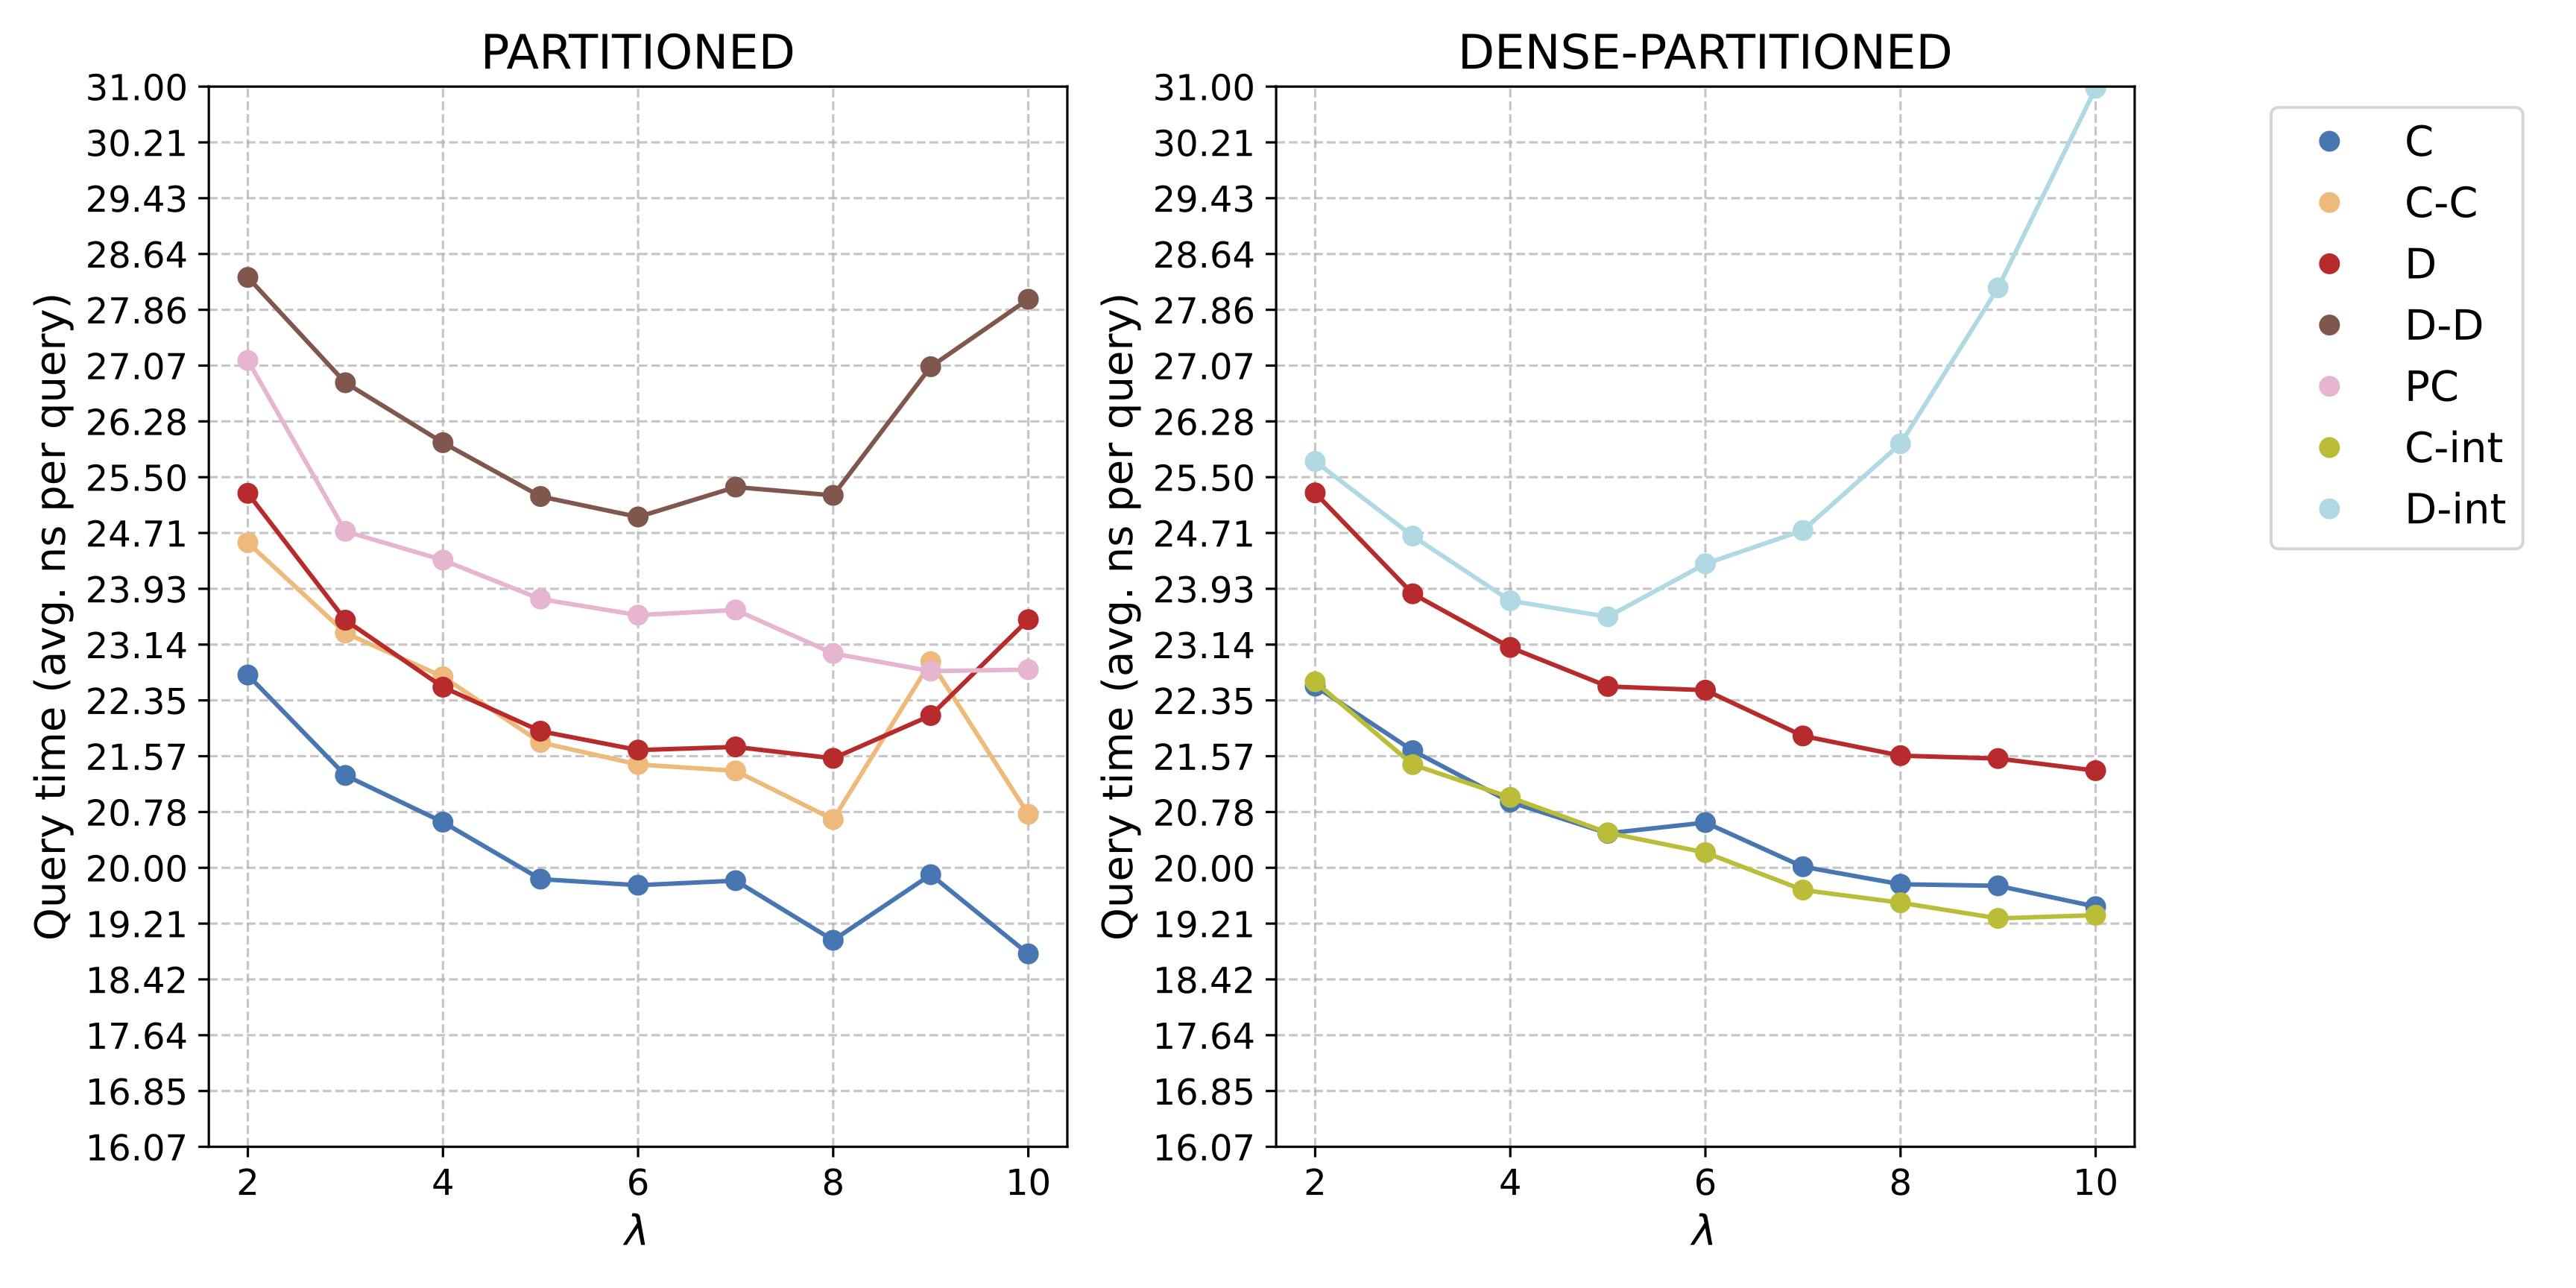 PARTITIONED
Query time (avg. ns per query)
31.00
30.21
29.43
28.64
27.86
27.07
26.28
25.50
24.71
23.93
23.14
22.35
21.57
20.78
20.00
19.21
18.42
17.64
16.85
16.07
2 4 6 8 10
λ
DENSE-PARTITIONED
Query time (avg. ns per query)
31.00
30.21
29.43
28.64
27.86
27.07
26.28
25.50
24.71
23.93
23.14
22.35
21.57
20.78
20.00
19.21
18.42
17.64
16.85
16.07
2 4 6 8 10
λ
C
C-C
D
D-D
PC
C-int
D-int